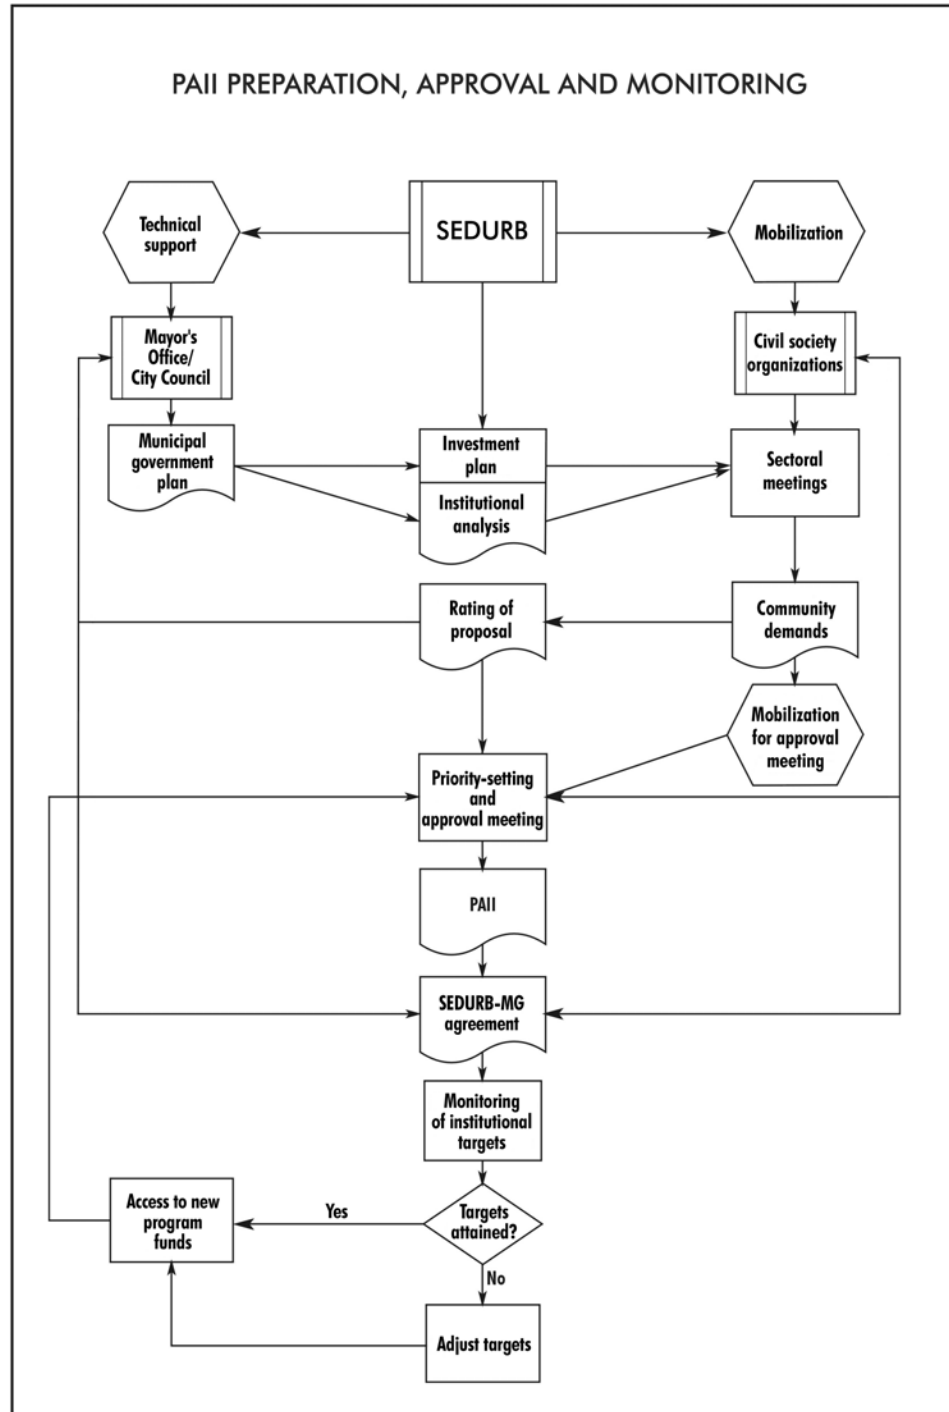 PAII PREPARATION, APPROVAL AND MONITORING
Technical
support
SEDURB
Mobilization
Mayor's
Office/
City Council
Civil society
organizations
Municipal
government
plan
Investment
plan
Institutional
analysis
Sectoral
meetings
Rating of
proposal
Community
demands
Mobilization
for approval
meeting
Priority-setting
and
approval meeting
PAII
SEDURB-MG
agreement
Monitoring
of institutional
targets
Access to new
program
funds
Yes
Targets
attained?
No
Adjust targets